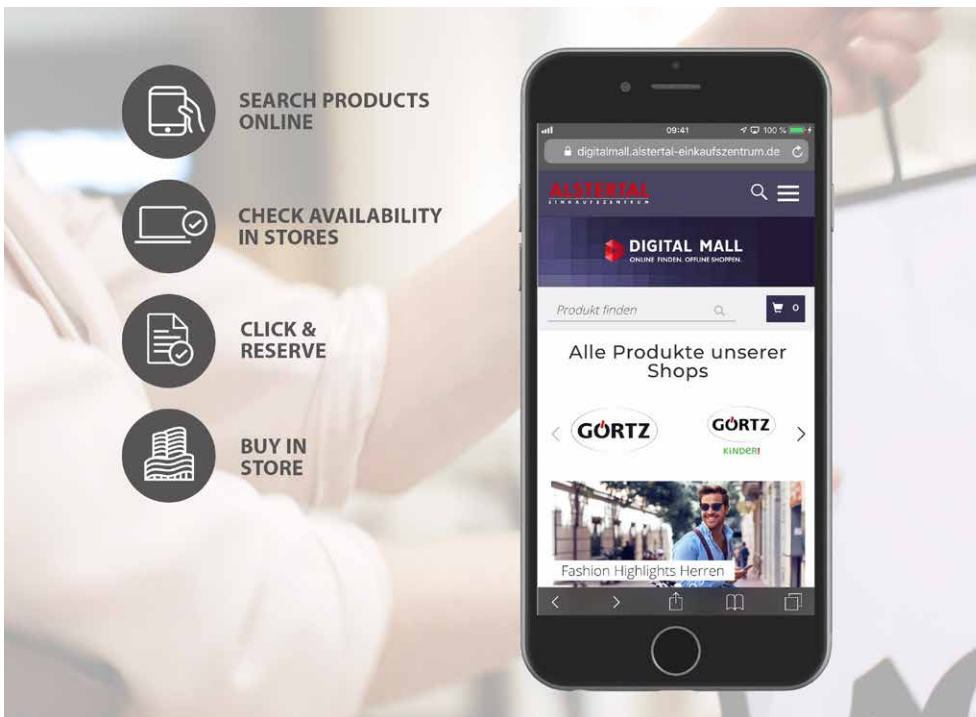 SEARCH PRODUCTS
ONLINE
CHECK AVAILABILITY
IN STORES
CLICK &
RESERVE
BUY IN
STORE
09:41
100 %
digitalmall.alstertal-einkaufszentrum.de
ALSTERTAL
EINKAUFSZENTRUM
DIGITAL MALL
ONLINE FINDEN. OFFLINE SHOPPEN.
Produkt finden
0
Alle Produkte unserer
Shops
GÖRTZ
GÖRTZ
KINDER!
Fashion Highlights Herren